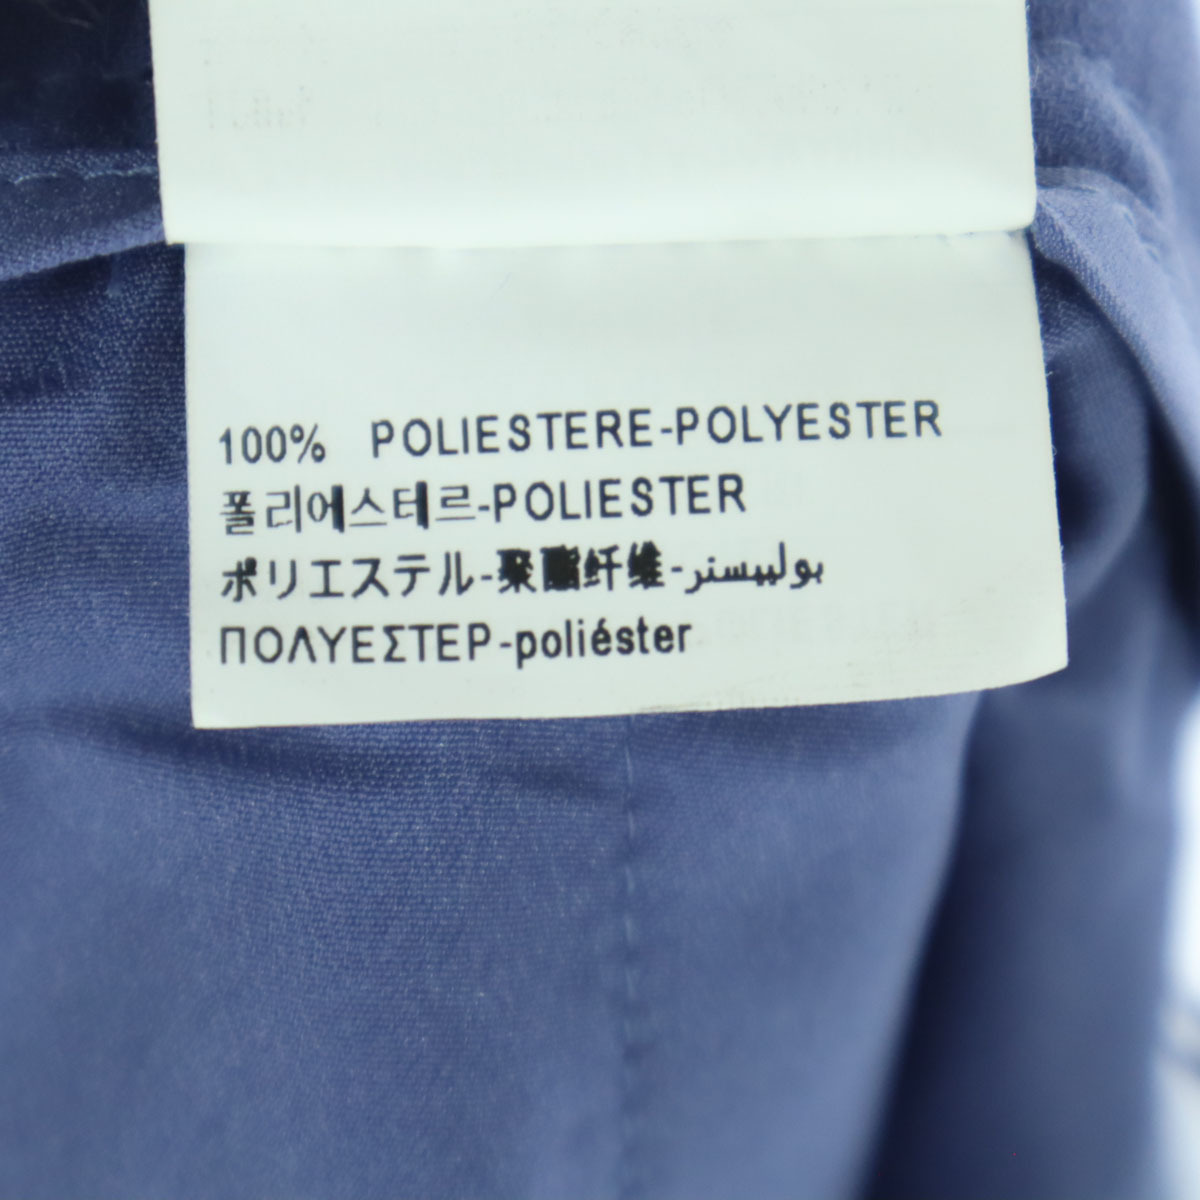 100% POLIESTERE-POLYESTER
폴리에스테르-POLIESTER
ポリエステル-聚酯纤维-بولييستر
ΠΟΛΥΕΣΤΕΡ-poliéster